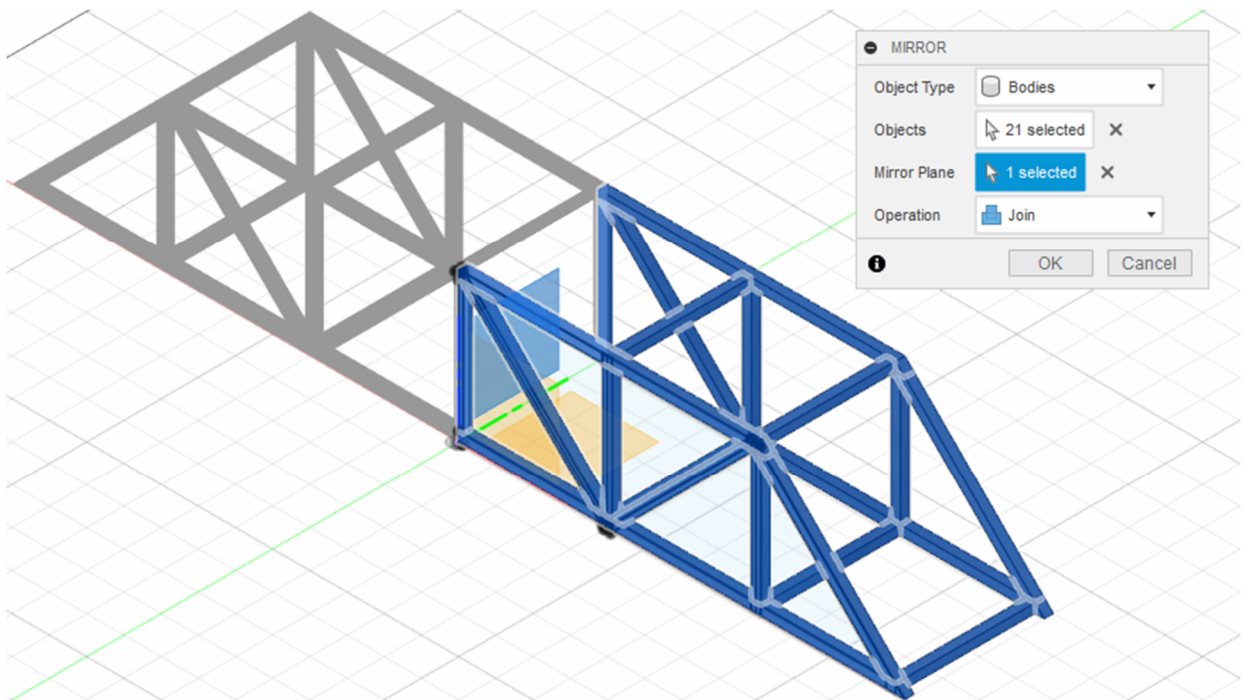 MIRROR
Object Type Bodies
Objects 21 selected
Mirror Plane 1 selected
Operation Join
OK Cancel